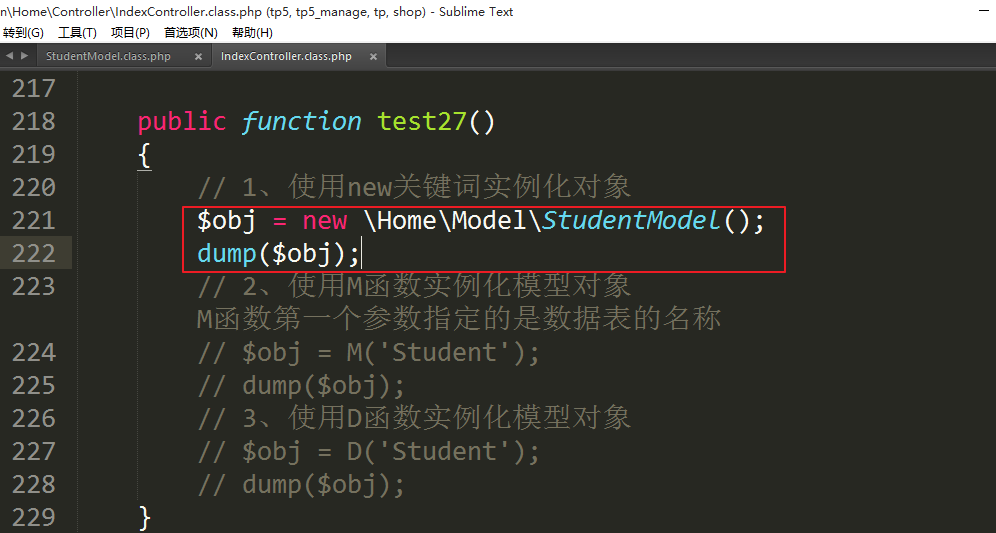 n\Home\Controller\IndexController.class.php (tp5, tp5_manage, tp, shop) - Sublime Text
转到(G) 工具(T) 项目(P) 首选项(N) 帮助(H)
StudentModel.class.php × IndexController.class.php ×
217
218 public function test27()
219 {
220 // 1、使用new关键词实例化对象
221 $obj = new \Home\Model\StudentModel();
222 dump($obj);
223 // 2、使用M函数实例化模型对象
M函数第一个参数指定的是数据表的名称
224 // $obj = M('Student');
225 // dump($obj);
226 // 3、使用D函数实例化模型对象
227 // $obj = D('Student');
228 // dump($obj);
229 }